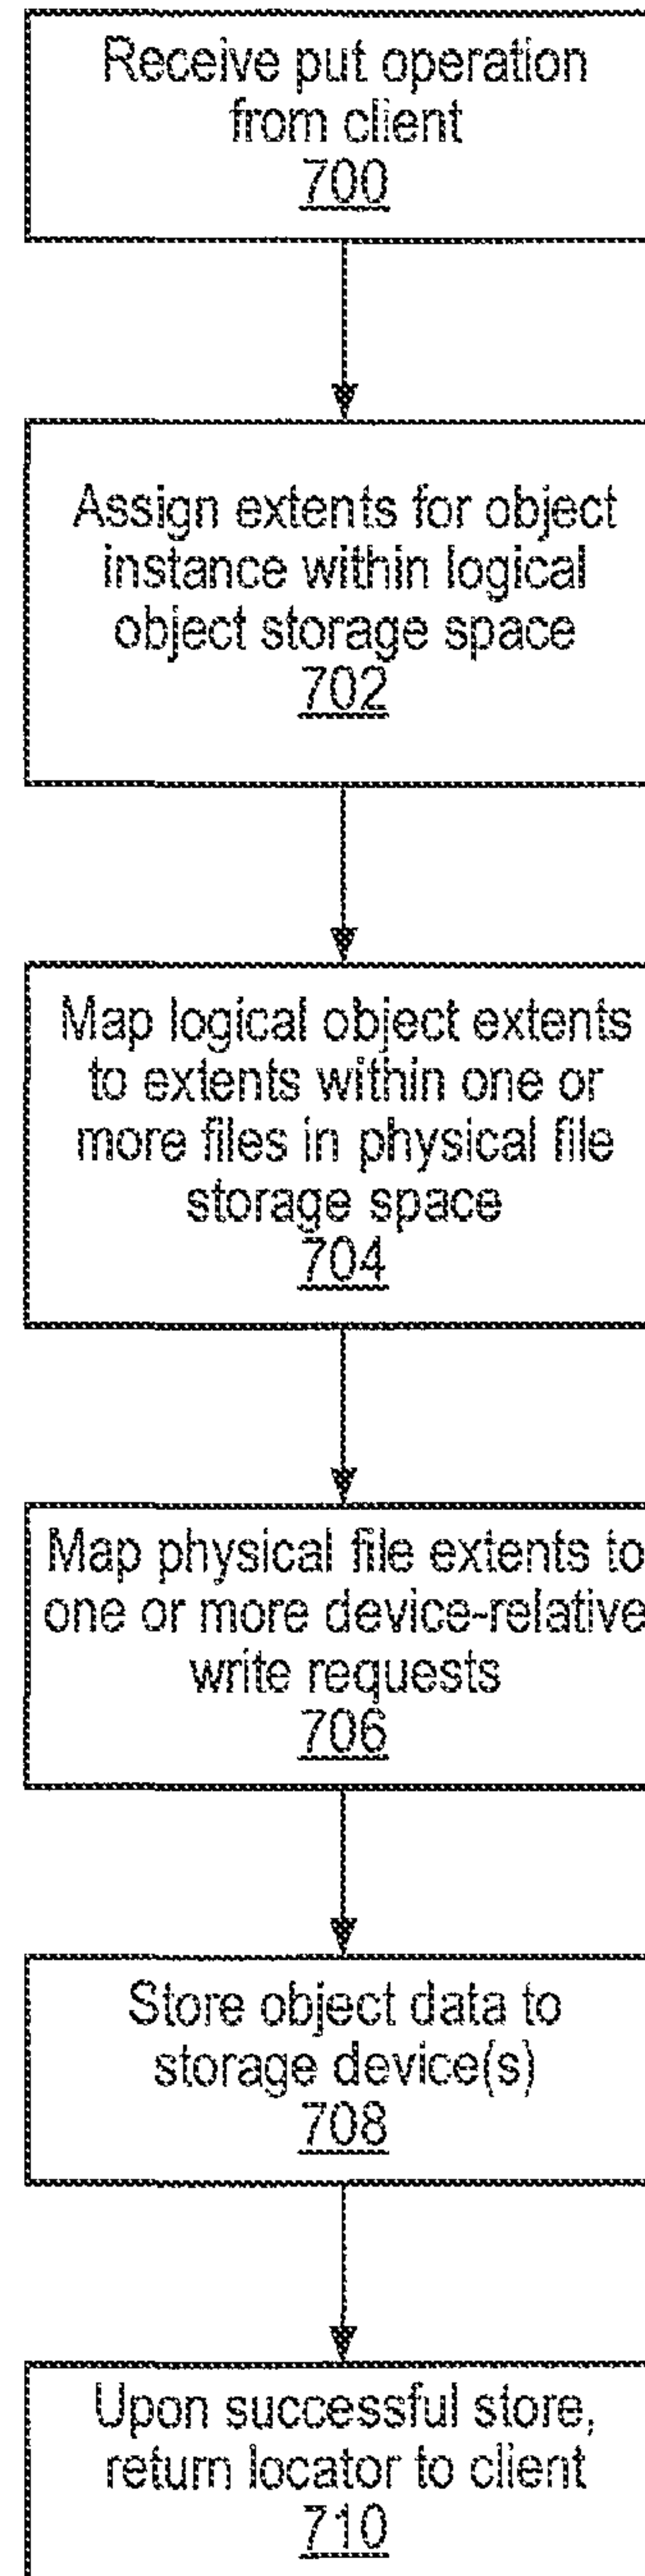 Receive put operation
from client
700
Assign extents for object
instance within logical
object storage space
702
Map logical object extents
to extents within one or
more files in physical file
storage space
704
Map physical file extents to
one or more device-relative
write requests
706
Store object data to
storage device(s)
708
Upon successful store,
return locator to client
710